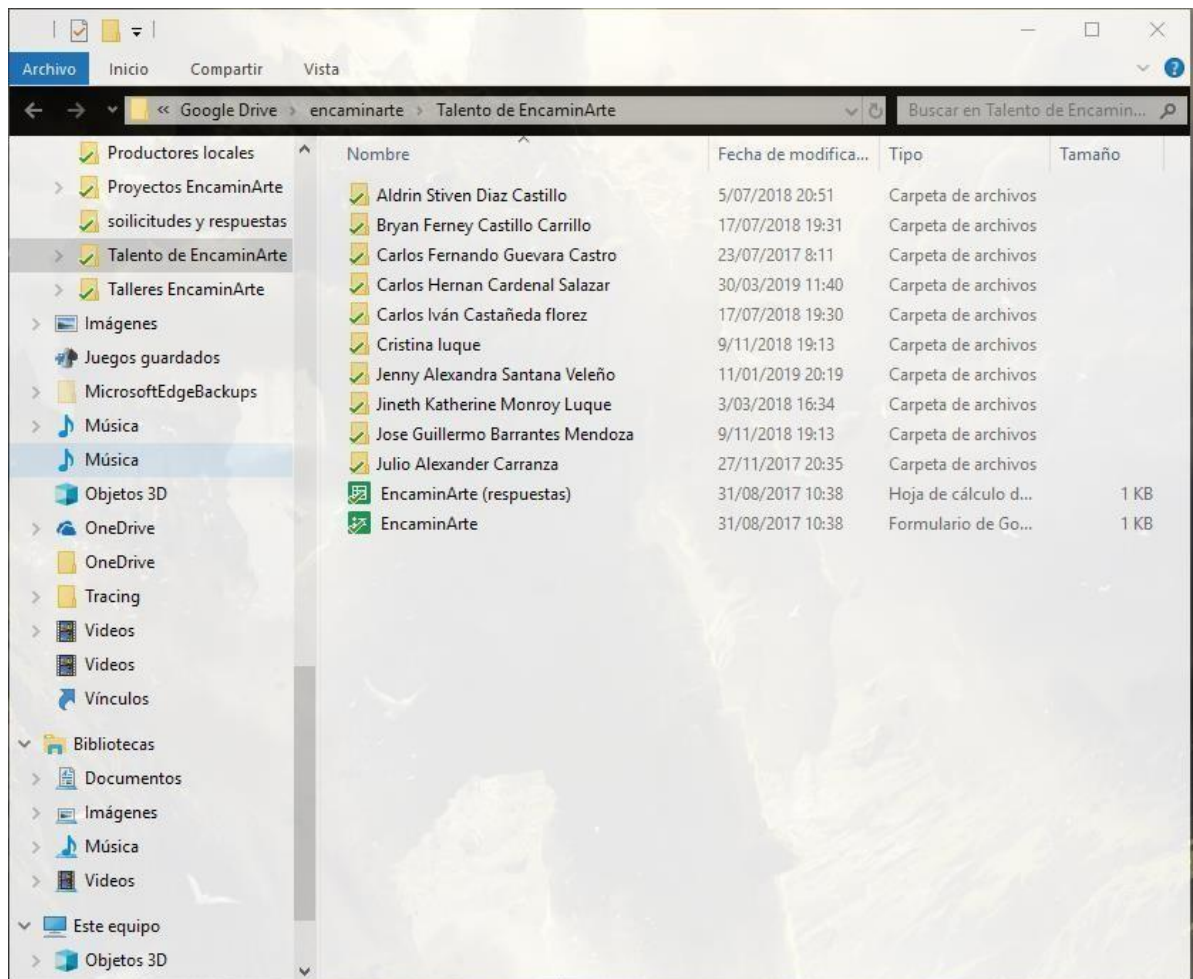 Archivo Inicio Compartir Vista
« Google Drive › encaminarte › Talento de EncaminArte Buscar en Talento de Encamin...
Productores locales
Proyectos EncaminArte
soilicitudes y respuestas
Talento de EncaminArte
Talleres EncaminArte
Imágenes
Juegos guardados
MicrosoftEdgeBackups
Música
Música
Objetos 3D
OneDrive
OneDrive
Tracing
Videos
Videos
Vínculos
Bibliotecas
Documentos
Imágenes
Música
Videos
Este equipo
Objetos 3D
Nombre Fecha de modifica... Tipo Tamaño
Aldrin Stiven Diaz Castillo 5/07/2018 20:51 Carpeta de archivos
Bryan Ferney Castillo Carrillo 17/07/2018 19:31 Carpeta de archivos
Carlos Fernando Guevara Castro 23/07/2017 8:11 Carpeta de archivos
Carlos Hernan Cardenal Salazar 30/03/2019 11:40 Carpeta de archivos
Carlos Iván Castañeda florez 17/07/2018 19:30 Carpeta de archivos
Cristina luque 9/11/2018 19:13 Carpeta de archivos
Jenny Alexandra Santana Veleño 11/01/2019 20:19 Carpeta de archivos
Jineth Katherine Monroy Luque 3/03/2018 16:34 Carpeta de archivos
Jose Guillermo Barrantes Mendoza 9/11/2018 19:13 Carpeta de archivos
Julio Alexander Carranza 27/11/2017 20:35 Carpeta de archivos
EncaminArte (respuestas) 31/08/2017 10:38 Hoja de cálculo d... 1 KB
EncaminArte 31/08/2017 10:38 Formulario de Go... 1 KB